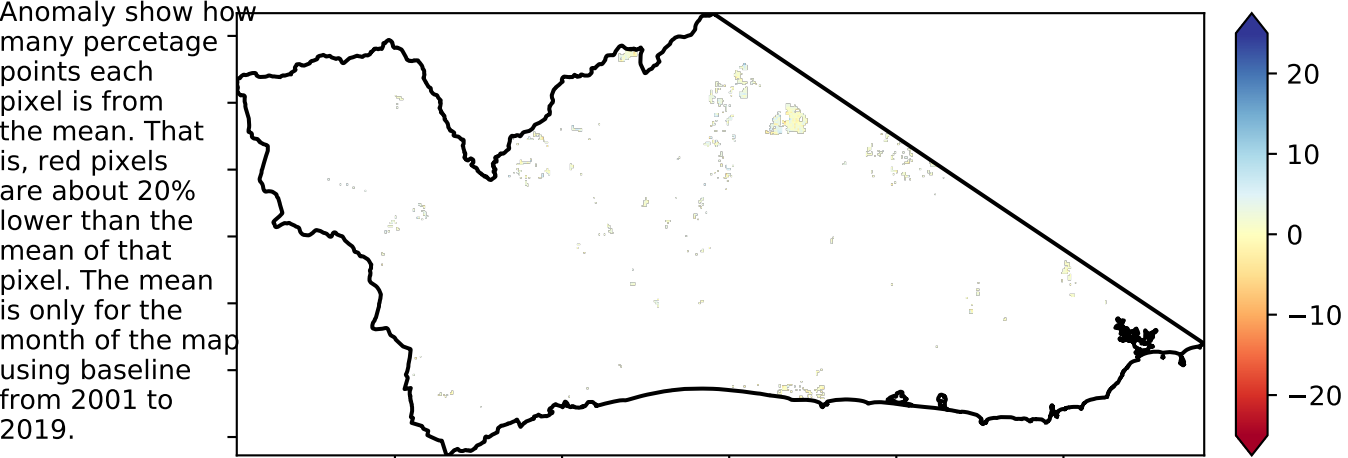 Anomaly show how
many percetage
points each
pixel is from
the mean. That
is, red pixels
are about 20%
lower than the
mean of that
pixel. The mean
is only for the
month of the map
using baseline
from 2001 to
2019.
20
10
0
−10
−20